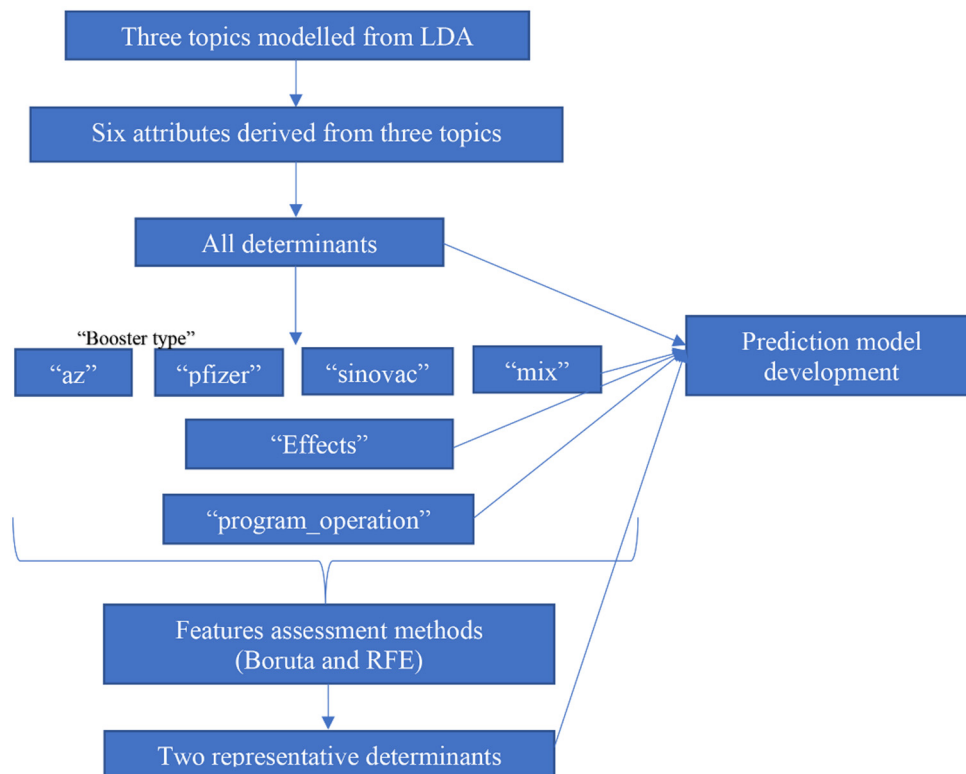 Three topics modelled from LDA
Six attributes derived from three topics
All determinants
“Booster type”
“az” “pfizer” “sinovac” “mix”
Prediction model
development
“Effects”
“program_operation”
Features assessment methods
(Boruta and RFE)
Two representative determinants